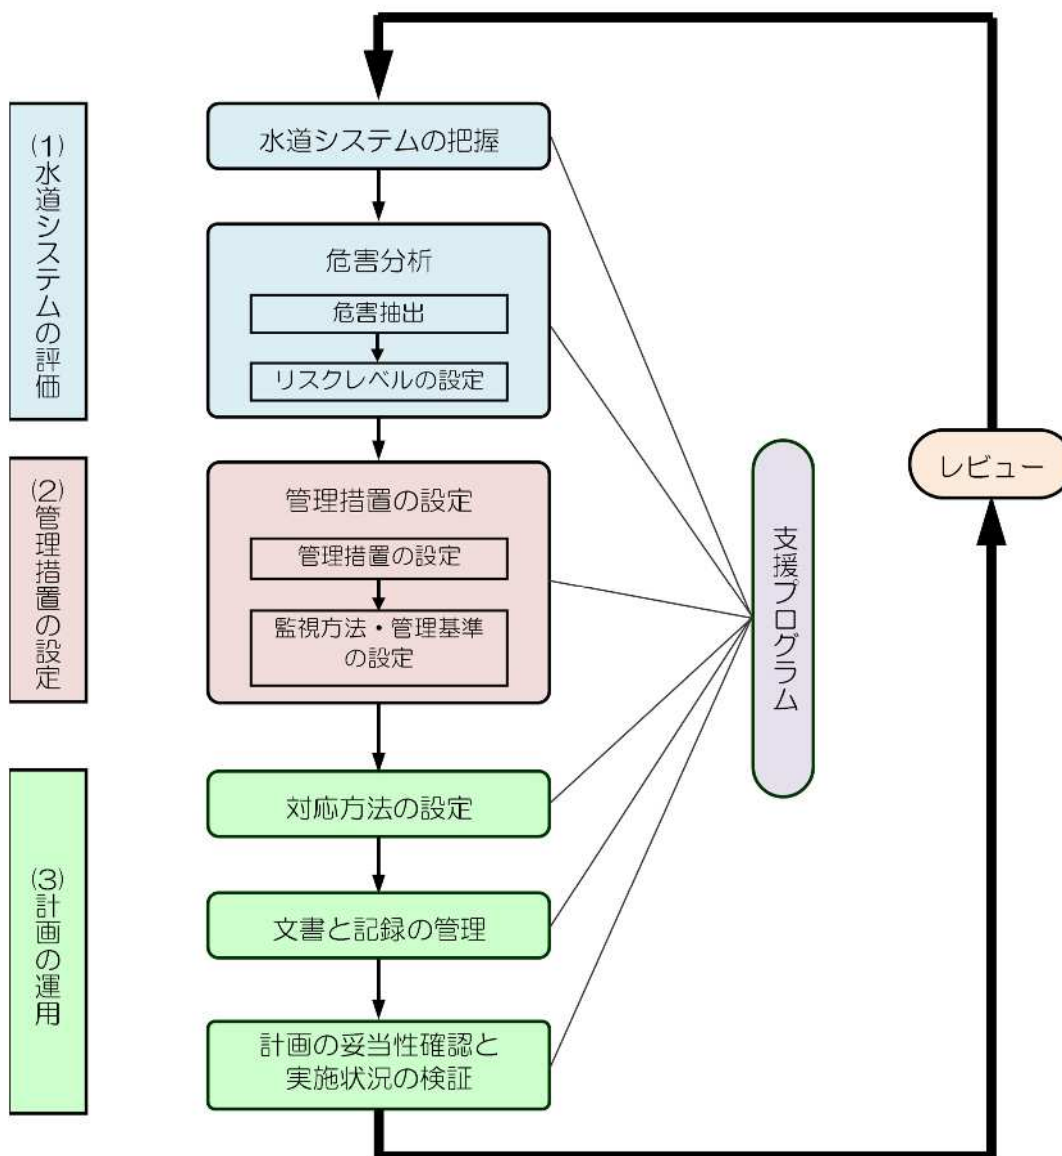 (1)水道システムの評価
水道システムの把握
危害分析
危害抽出
リスクレベルの設定
(2)管理措置の設定
管理措置の設定
管理措置の設定
監視方法・管理基準
の設定
(3)計画の運用
対応方法の設定
文書と記録の管理
計画の妥当性確認と
実施状況の検証
支援プログラム
レビュー